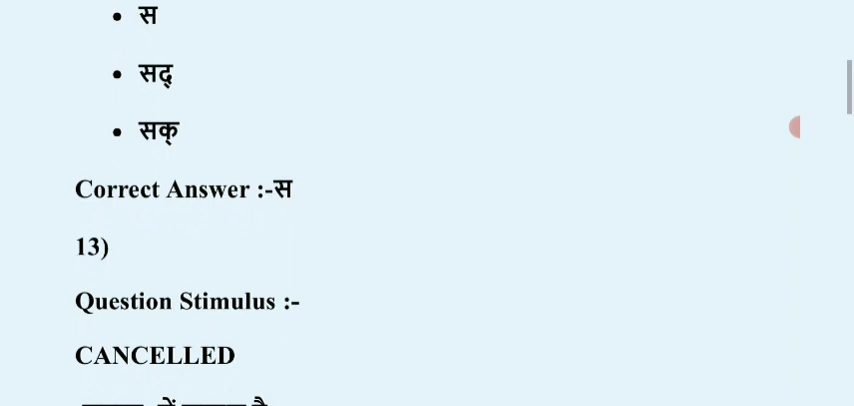 • स
• सद्
• सक्
Correct Answer :-स
13)
Question Stimulus :-
CANCELLED